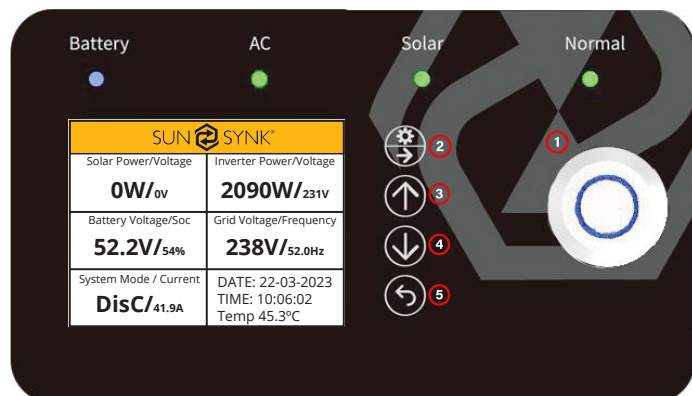 Battery AC Solar Normal
SUN SYNK®
Solar Power/Voltage Inverter Power/Voltage
0W/0V 2090W/231V
Battery Voltage/Soc Grid Voltage/Frequency
52.2V/54% 238V/52.0Hz
System Mode / Current
DisC/41.9A
DATE: 22-03-2023
TIME: 10:06:02
Temp 45.3ºC
1
2
3
4
5